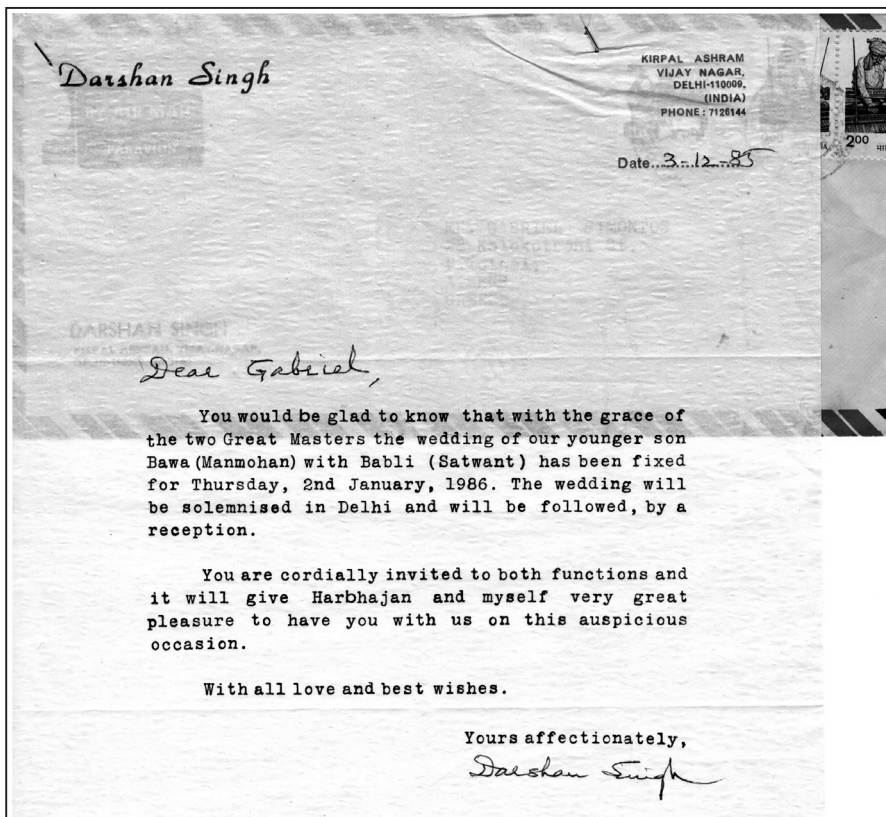 Darshan Singh
KIRPAL ASHRAM
VIJAY NAGAR,
DELHI-110009,
(INDIA)
PHONE : 7126144
Date...3-12-85
2.00
DARSHAN SINGH
Dear Gabriel,
You would be glad to know that with the grace of
the two Great Masters the wedding of our younger son
Bawa (Manmohan) with Babli (Satwant) has been fixed
for Thursday, 2nd January, 1986. The wedding will
be solemnised in Delhi and will be followed, by a
reception.
You are cordially invited to both functions and
it will give Harbhajan and myself very great
pleasure to have you with us on this auspicious
occasion.
With all love and best wishes.
Yours affectionately,
Darshan Singh